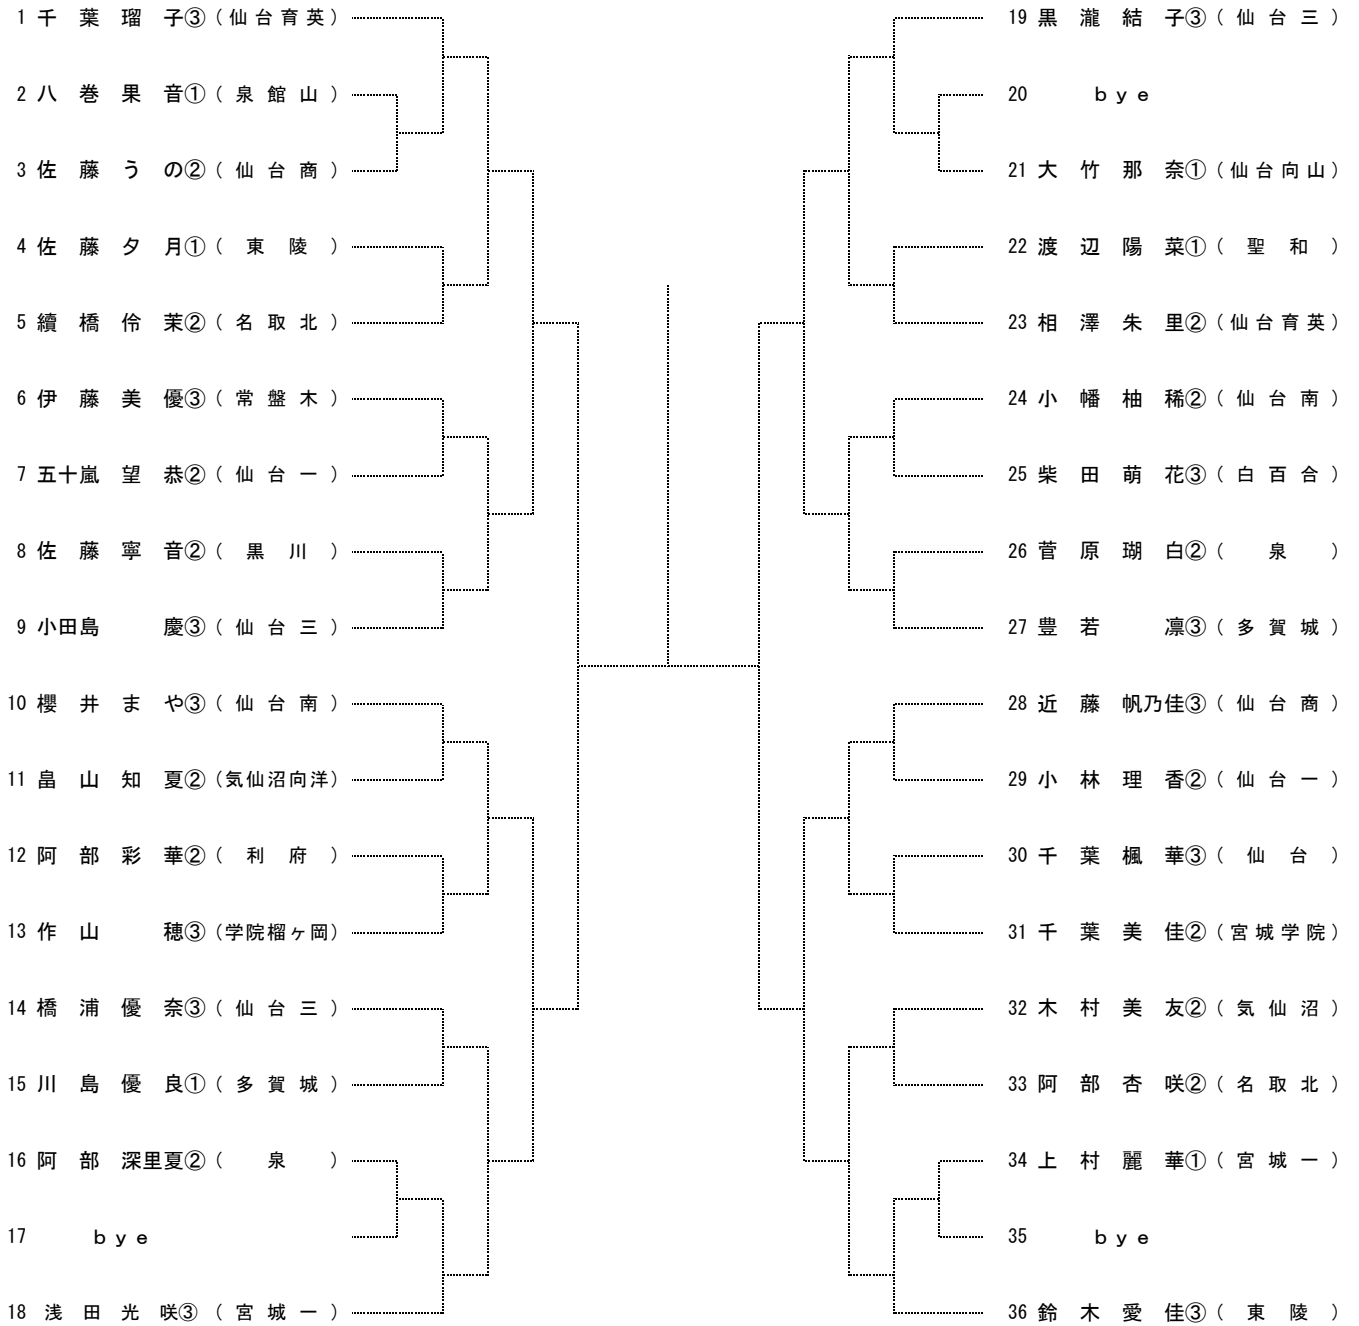 1 千葉瑠子③(仙台育英)
2 八巻果音①(泉館山)
3 佐藤うの②(仙台商)
4 佐藤夕月①(東陵)
5 續橋伶茉②(名取北)
6 伊藤美優③(常盤木)
7 五十嵐望恭②(仙台一)
8 佐藤寧音②(黒川)
9 小田島慶③(仙台三)
10 櫻井まや③(仙台南)
11 畠山知夏②(気仙沼向洋)
12 阿部彩華②(利府)
13 作山穂③(学院榴ヶ岡)
14 橋浦優奈③(仙台三)
15 川島優良①(多賀城)
16 阿部深里夏②(泉)
17 bye
18 浅田光咲③(宮城一)
19 黒瀧結子③(仙台三)
20 bye
21 大竹那奈①(仙台向山)
22 渡辺陽菜①(聖和)
23 相澤朱里②(仙台育英)
24 小幡柚稀②(仙台南)
25 柴田萌花③(白百合)
26 菅原瑚白②(泉)
27 豊若凛③(多賀城)
28 近藤帆乃佳③(仙台商)
29 小林理香②(仙台一)
30 千葉楓華③(仙台)
31 千葉美佳②(宮城学院)
32 木村美友②(気仙沼)
33 阿部杏咲②(名取北)
34 上村麗華①(宮城一)
35 bye
36 鈴木愛佳③(東陵)